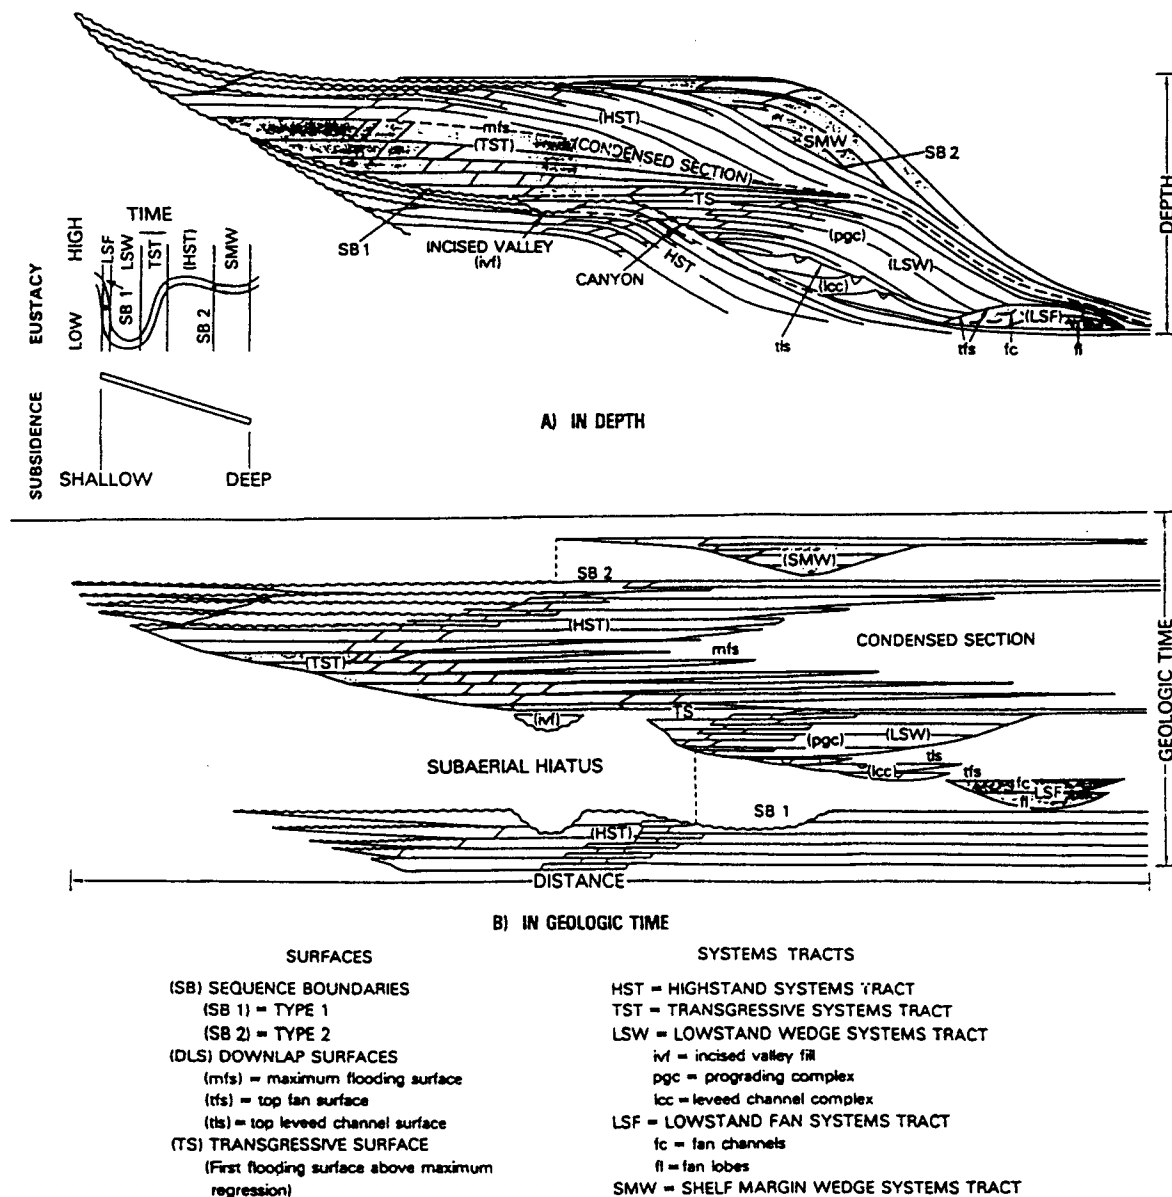 (HST)
mfs
(TST)
(CONDENSED SECTION)
SMW
SB 2
TS
DEPTH
TIME
HIGH
LOW
EUSTACY
LSF
LSW
TST
(HST)
SMW
SB 1
SB 2
SB 1
INCISED VALLEY
(ivf)
CANYON
HST
(pgc)
(LSW)
(lcc)
(LSF)
tls
tfs
fc
fl
SUBSIDENCE
SHALLOW
DEEP
A) IN DEPTH
(SMW)
SB 2
(HST)
mfs
CONDENSED SECTION
(TST)
(ivf)
TS
(pgc)
(LSW)
SUBAERIAL HIATUS
(lcc)
tls
tfs
fc
LSF
fl
SB 1
(HST)
GEOLOGIC TIME
DISTANCE
B) IN GEOLOGIC TIME
SURFACES
(SB) SEQUENCE BOUNDARIES
(SB 1) = TYPE 1
(SB 2) = TYPE 2
(DLS) DOWNLAP SURFACES
(mfs) = maximum flooding surface
(tfs) = top fan surface
(tls) = top leveed channel surface
(TS) TRANSGRESSIVE SURFACE
(First flooding surface above maximum
regression)
SYSTEMS TRACTS
HST = HIGHSTAND SYSTEMS TRACT
TST = TRANSGRESSIVE SYSTEMS TRACT
LSW = LOWSTAND WEDGE SYSTEMS TRACT
ivf = incised valley fill
pgc = prograding complex
lcc = leveed channel complex
LSF = LOWSTAND FAN SYSTEMS TRACT
fc = fan channels
fl = fan lobes
SMW = SHELF MARGIN WEDGE SYSTEMS TRACT